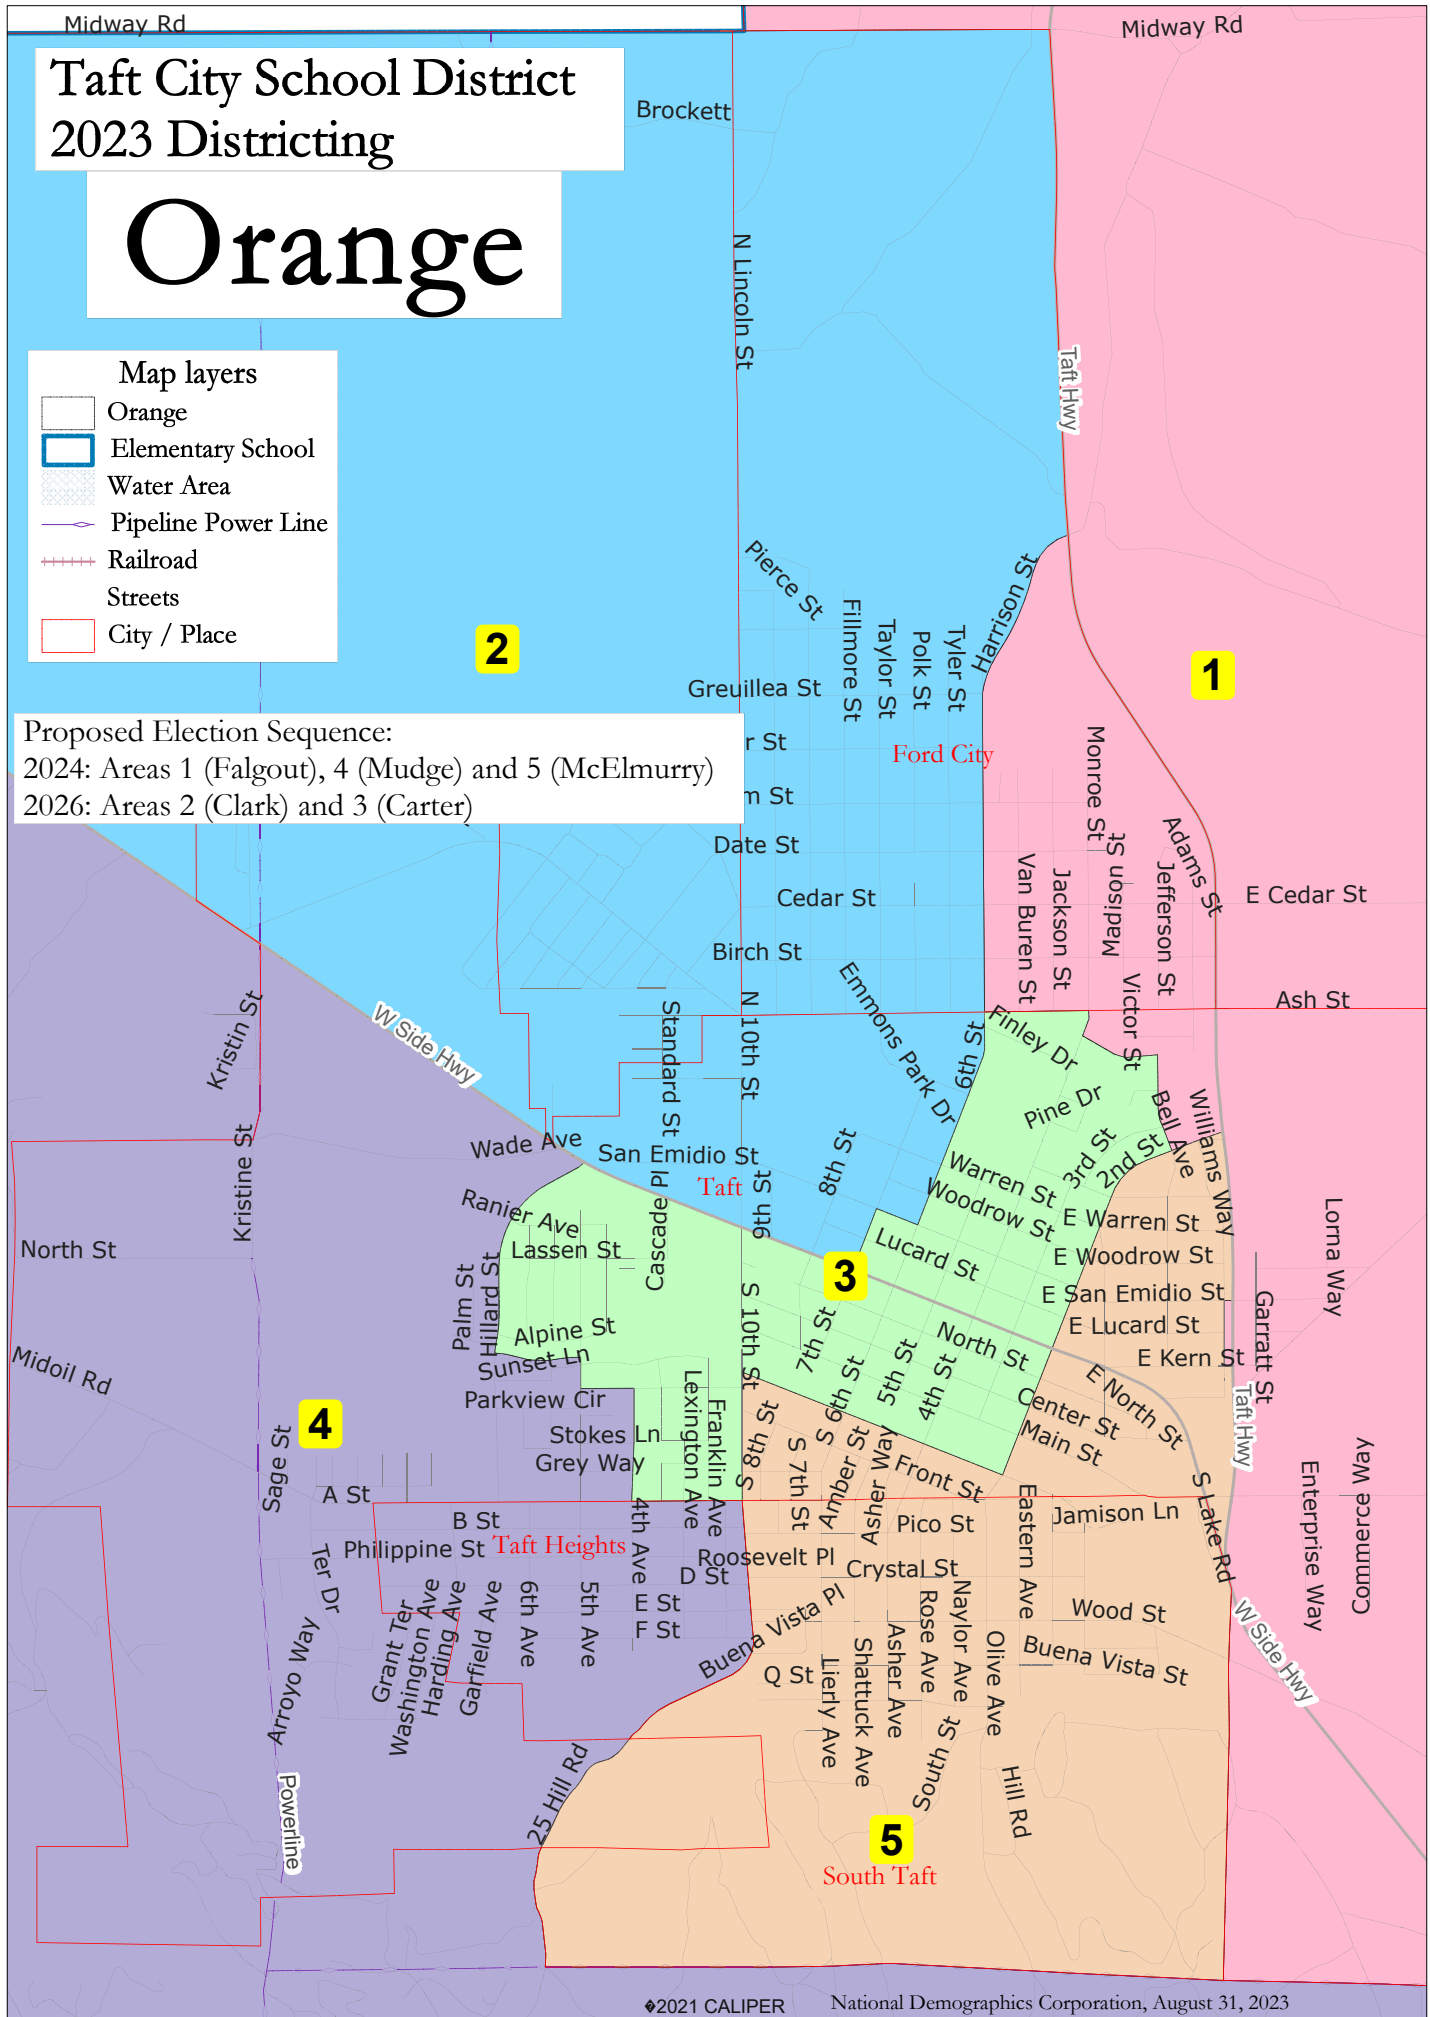 Midway Rd
Midway Rd
Taft City School District
2023 Districting
Orange
Brockett
N Lincoln St
Taft Hwy
Map layers
Orange
Elementary School
Water Area
Pipeline Power Line
Railroad
Streets
City / Place
Pierce St
Harrison St
Fillmore St
Taylor St
Polk St
Tyler St
2
1
Greuillea St
Proposed Election Sequence:
2024: Areas 1 (Falgout), 4 (Mudge) and 5 (McElmurry)
2026: Areas 2 (Clark) and 3 (Carter)
r St
Ford City
m St
Monroe St
Date St
Adams St
Madison St
Van Buren St
Jackson St
Jefferson St
Cedar St
E Cedar St
Birch St
Emmons Park Dr
Victor St
Ash St
Kristin St
W Side Hwy
Standard St
N 10th St
6th St
Finley Dr
Pine Dr
Bell Ave
Williams Way
Kristine St
Wade Ave
San Emidio St
8th St
3rd St
2nd St
Taft
9th St
Cascade Pl
Warren St
Woodrow St
E Warren St
Ranier Ave
Lassen St
North St
Lucard St
E Woodrow St
Lorna Way
3
Palm St
Hillard St
S 10th St
E San Emidio St
Garratt St
Alpine St
7th St
North St
E Lucard St
Sunset Ln
E Kern St
Midoil Rd
S 6th St
5th St
4th St
E North St
Parkview Cir
Lexington Ave
Franklin Ave
Center St
Taft Hwy
4
Stokes Ln
S 8th St
S 7th St
Amber St
Asher Way
Main St
Grey Way
Front St
Sage St
S Lake Rd
Enterprise Way
Commerce Way
A St
4th Ave
Eastern Ave
Jamison Ln
B St
Pico St
Philippine St
Taft Heights
Roosevelt Pl
Crystal St
D St
Ter Dr
Grant Ter
Washington Ave
Harding Ave
Garfield Ave
6th Ave
5th Ave
E St
F St
Buena Vista Pl
Rose Ave
Naylor Ave
Wood St
W Side Hwy
Arroyo Way
Q St
Lierly Ave
Shattuck Ave
Asher Ave
Olive Ave
Buena Vista St
South St
25 Hill Rd
Hill Rd
Powerline
5
South Taft
�2021 CALIPER
National Demographics Corporation, August 31, 2023